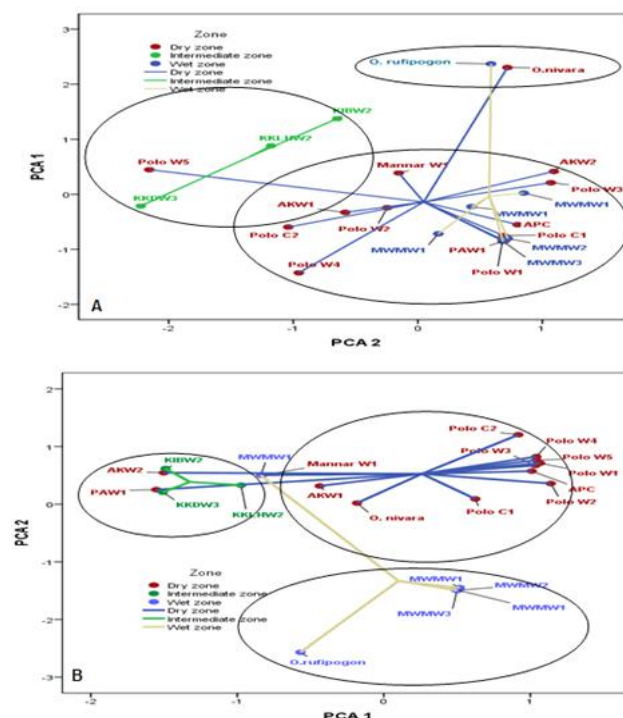 Zone
Dry zone
Intermediate zone
Wet zone
Dry zone
Intermediate zone
Wet zone
3
2
1
0
-1
-2
PCA 1
-2
-1
0
1
PCA 2
A
O. rufipogon
O.nivara
KIBW2
KKLHW2
Polo W5
KKDW3
Mannar W1
AKW2
Polo W3
MWMW1
AKW1
MWMW1
Polo C2
Polo W2
APC
MWMW1
Polo C1
PAW1
MWMW2
Polo W4
Polo W1
MWMW3
2
1
0
-1
-2
-3
PCA 2
-2
-1
0
1
PCA 1
B
Polo C2
Polo W4
KIBW2
MWMW1
Polo W3
Polo W5
AKW2
Mannar W1
Polo W1
PAW1
AKW1
APC
KKDW3
KKLHW2
O. nivara
Polo C1
Polo W2
Zone
Dry zone
Intermediate zone
Wet zone
Dry zone
Intermediate zone
Wet zone
MWMW1
MWMW2
MWMW3
MWMW1
O.rufipogon